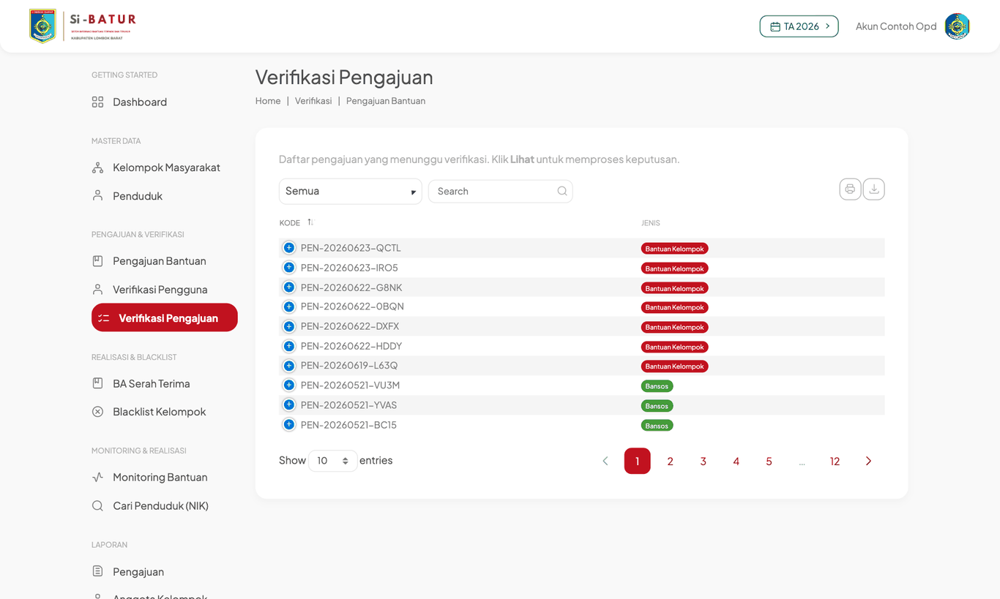 Si-BATUR
KABUPATEN LOMBOK BARAT
TA 2026
Akun Contoh Opd
GETTING STARTED
Dashboard
MASTER DATA
Kelompok Masyarakat
Penduduk
PENGAJUAN & VERIFIKASI
Pengajuan Bantuan
Verifikasi Pengguna
Verifikasi Pengajuan
REALISASI & BLACKLIST
BA Serah Terima
Blacklist Kelompok
MONITORING & REALISASI
Monitoring Bantuan
Cari Penduduk (NIK)
LAPORAN
Pengajuan
Anggota Kelompok
Verifikasi Pengajuan
Home | Verifikasi | Pengajuan Bantuan
Daftar pengajuan yang menunggu verifikasi. Klik Lihat untuk memproses keputusan.
Semua
Search
KODE JENIS
PEN-20260623-QCTL Bantuan Kelompok
PEN-20260623-IRO5 Bantuan Kelompok
PEN-20260622-G8NK Bantuan Kelompok
PEN-20260622-0BQN Bantuan Kelompok
PEN-20260622-DXFX Bantuan Kelompok
PEN-20260622-HDDY Bantuan Kelompok
PEN-20260619-L63Q Bantuan Kelompok
PEN-20260521-VU3M Bansos
PEN-20260521-YVAS Bansos
PEN-20260521-BC15 Bansos
Show 10 entries
1 2 3 4 5 ... 12